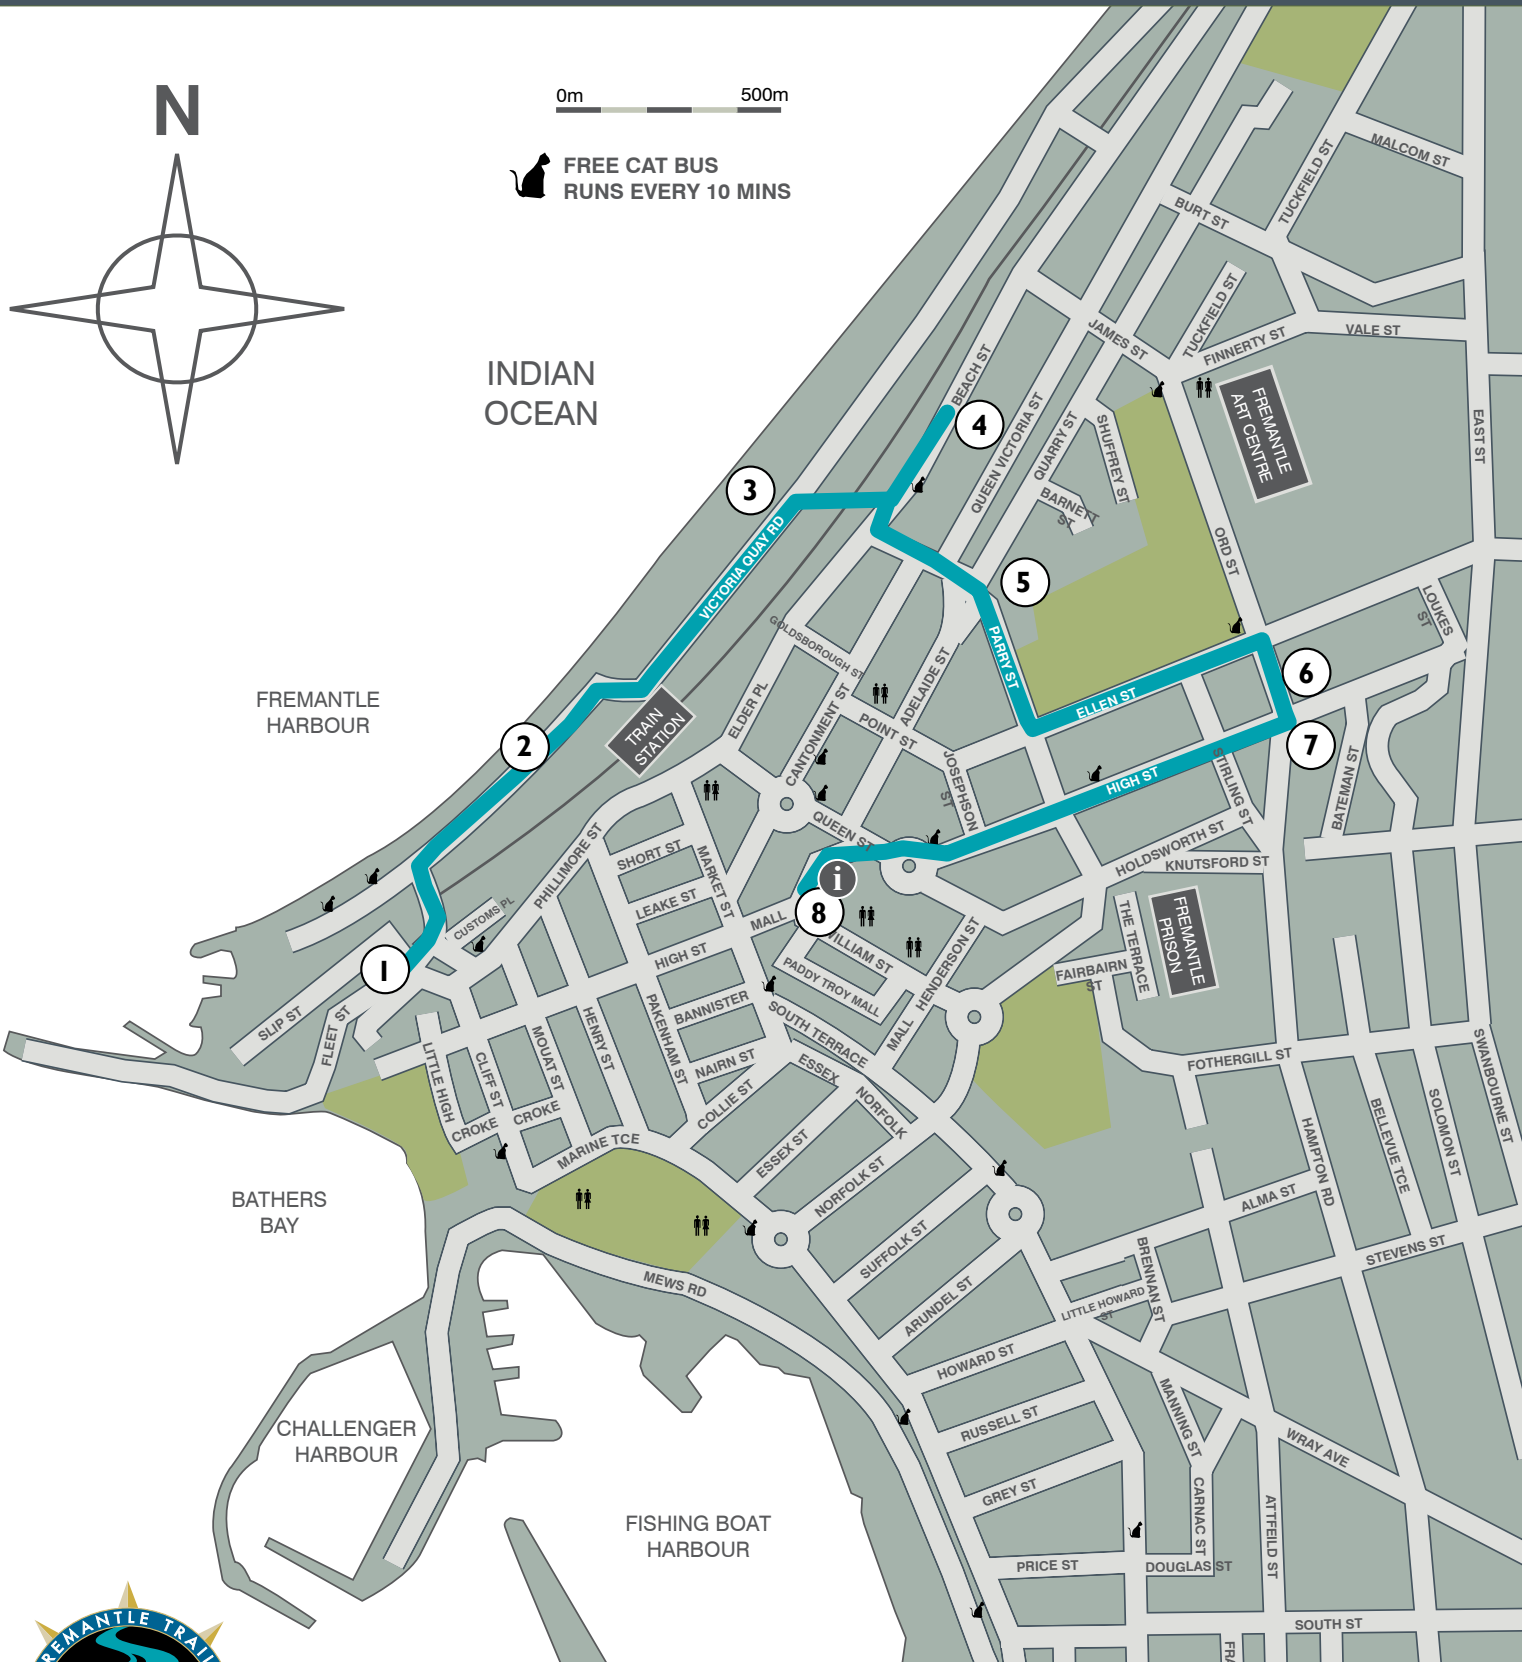 N
0m 500m
FREE CAT BUS
RUNS EVERY 10 MINS
INDIAN
OCEAN
FREMANTLE
HARBOUR
BATHERS
BAY
CHALLENGER
HARBOUR
FISHING BOAT
HARBOUR
MALCOM ST
TUCKFIELD ST
BURT ST
TUCKFIELD ST
JAMES ST
FINNERTY ST
VALE ST
EAST ST
FREMANTLE
ART CENTRE
BEACH ST
4
QUEEN VICTORIA ST
QUARRY ST
SHUFFREY ST
BARNETT
ST
ORD ST
3
VICTORIA QUAY RD
5
PARRY ST
LOUKES
ST
GOLDSBOROUGH ST
ADELAIDE ST
ELDER PL
CANTONMENT ST
POINT ST
ELLEN ST
6
7
2
TRAIN
STATION
JOSEPHSON
ST
HIGH ST
STIRLING ST
BATEMAN ST
QUEEN ST
PHILLIMORE ST
SHORT ST
MARKET ST
LEAKE ST
HOLDSWORTH ST
KNUTSFORD ST
i
8
MALL
CUSTOMS PL
HIGH ST
WILLIAM ST
PADDY TROY MALL
HENDERSON ST
MALL
THE TERRACE
FREMANTLE
PRISON
FAIRBAIRN
ST
1
SLIP ST
FLEET ST
BANNISTER
PAKENHAM ST
SOUTH TERRACE
HENRY ST
MOUAT ST
CLIFF ST
LITTLE HIGH
NAIRN ST
ESSEX
COLLIE ST
NORFOLK
CROKE
CROKE
FOTHERGILL ST
SWANBOURNE ST
SOLOMON ST
BELLEVUE TCE
HAMPTON RD
MARINE TCE
ESSEX ST
NORFOLK ST
SUFFOLK ST
ALMA ST
STEVENS ST
MEWS RD
ARUNDEL ST
BRENNAN ST
LITTLE HOWARD
ST
HOWARD ST
RUSSELL ST
MANNING ST
WRAY AVE
GREY ST
CARNAC ST
ATTFEILD ST
PRICE ST
DOUGLAS ST
SOUTH ST
FRA
REMANTLE TRAIL